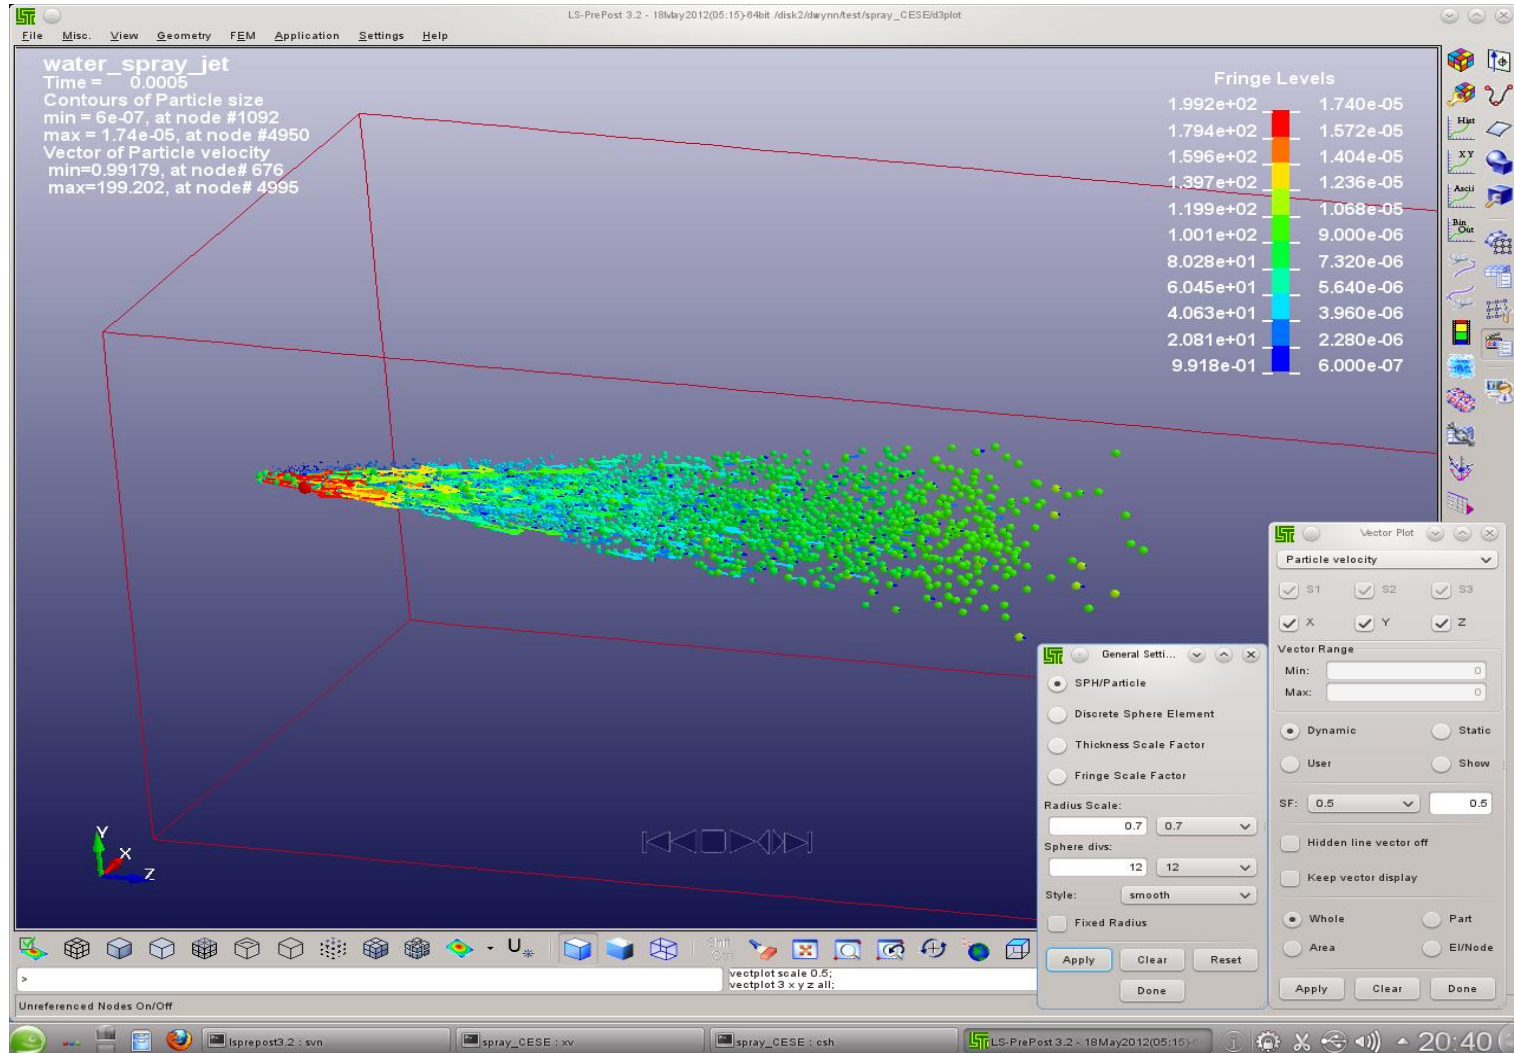 LS-PrePost 3.2 - 18May2012(05:15)-64bit /disk2/dwynn/test/spray_CESE/d3plot
File Misc. View Geometry FEM Application Settings Help
water_spray_jet
Time = 0.0005
Contours of Particle size
min = 6e-07, at node #1092
max = 1.74e-05, at node #4950
Vector of Particle velocity
min=0.99179, at node# 676
max=199.202, at node# 4995
Fringe Levels
1.992e+02 1.740e-05
1.794e+02 1.572e-05
1.596e+02 1.404e-05
1.397e+02 1.236e-05
1.199e+02 1.068e-05
1.001e+02 9.000e-06
8.028e+01 7.320e-06
6.045e+01 5.640e-06
4.063e+01 3.960e-06
2.081e+01 2.280e-06
9.918e-01 6.000e-07
Hist
X Y
Ascii
Bin
Out
Y
X
Z
Vector Plot
Particle velocity
S1 S2 S3
X Y Z
Vector Range
Min: 0
Max: 0
Dynamic Static
User Show
SF: 0.5 0.5
Hidden line vector off
Keep vector display
Whole Part
Area El/Node
Apply Clear Done
General Setti...
SPH/Particle
Discrete Sphere Element
Thickness Scale Factor
Fringe Scale Factor
Radius Scale:
0.7 0.7
Sphere divs:
12 12
Style: smooth
Fixed Radius
Apply Clear Reset
Done
>
vectplot scale 0.5;
vectplot 3 x y z all;
Unreferenced Nodes On/Off
lsprepost3.2 : svn
spray_CESE : xv
spray_CESE : csh
LS-PrePost 3.2 - 18May2012(05:15)-6
20:40